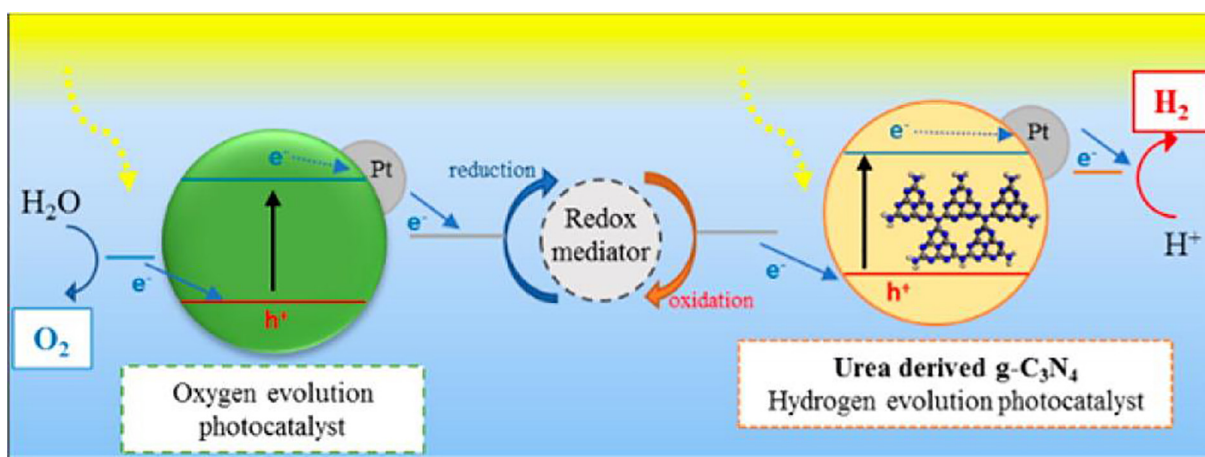 H₂O
O₂
e⁻
e⁻
h⁺
Pt
e⁻
Oxygen evolution
photocatalyst
reduction
Redox
mediator
oxidation
e⁻
e⁻
h⁺
Pt
e⁻
H₂
H⁺
Urea derived g-C₃N₄
Hydrogen evolution photocatalyst